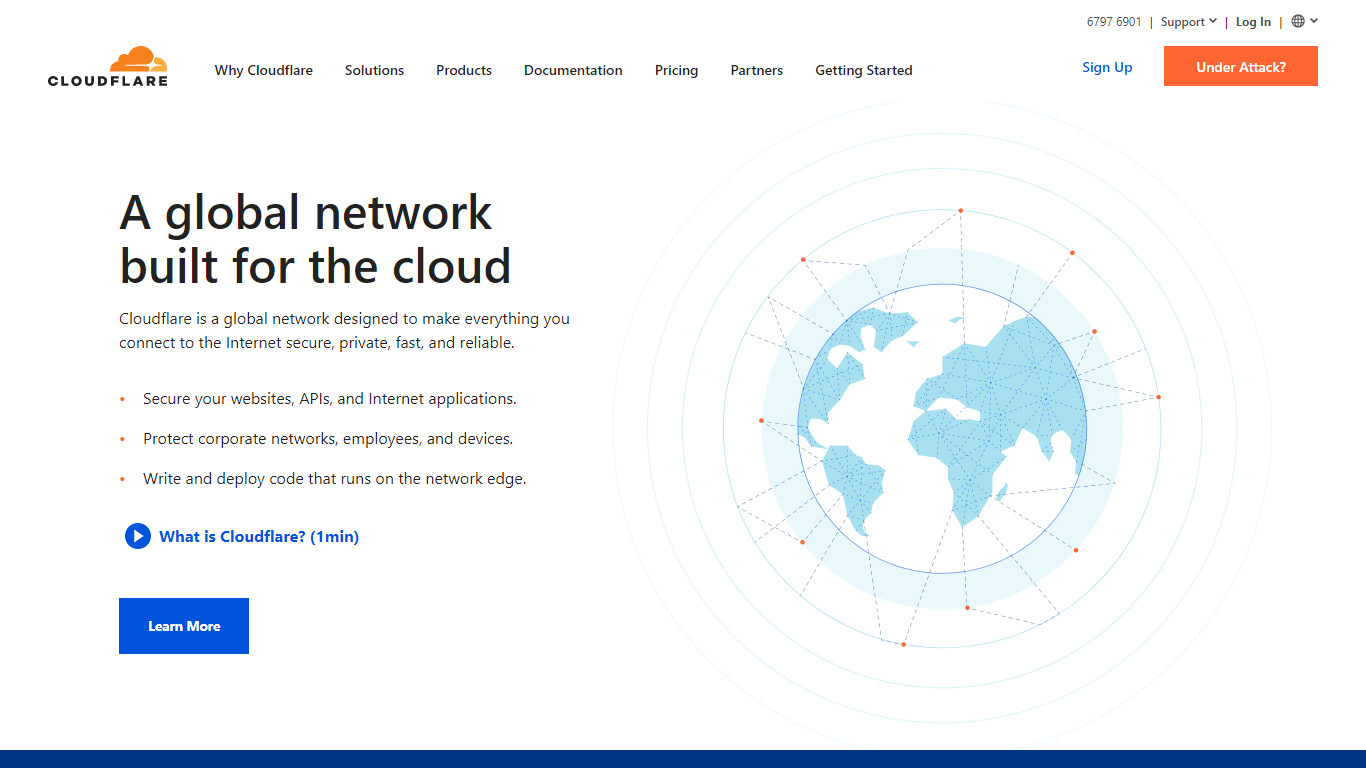 6797 6901 | Support | Log In |
CLOUDFLARE
Why Cloudflare Solutions Products Documentation Pricing Partners Getting Started Sign Up Under Attack?
A global network
built for the cloud
Cloudflare is a global network designed to make everything you
connect to the Internet secure, private, fast, and reliable.
• Secure your websites, APIs, and Internet applications.
• Protect corporate networks, employees, and devices.
• Write and deploy code that runs on the network edge.
What is Cloudflare? (1min)
Learn More